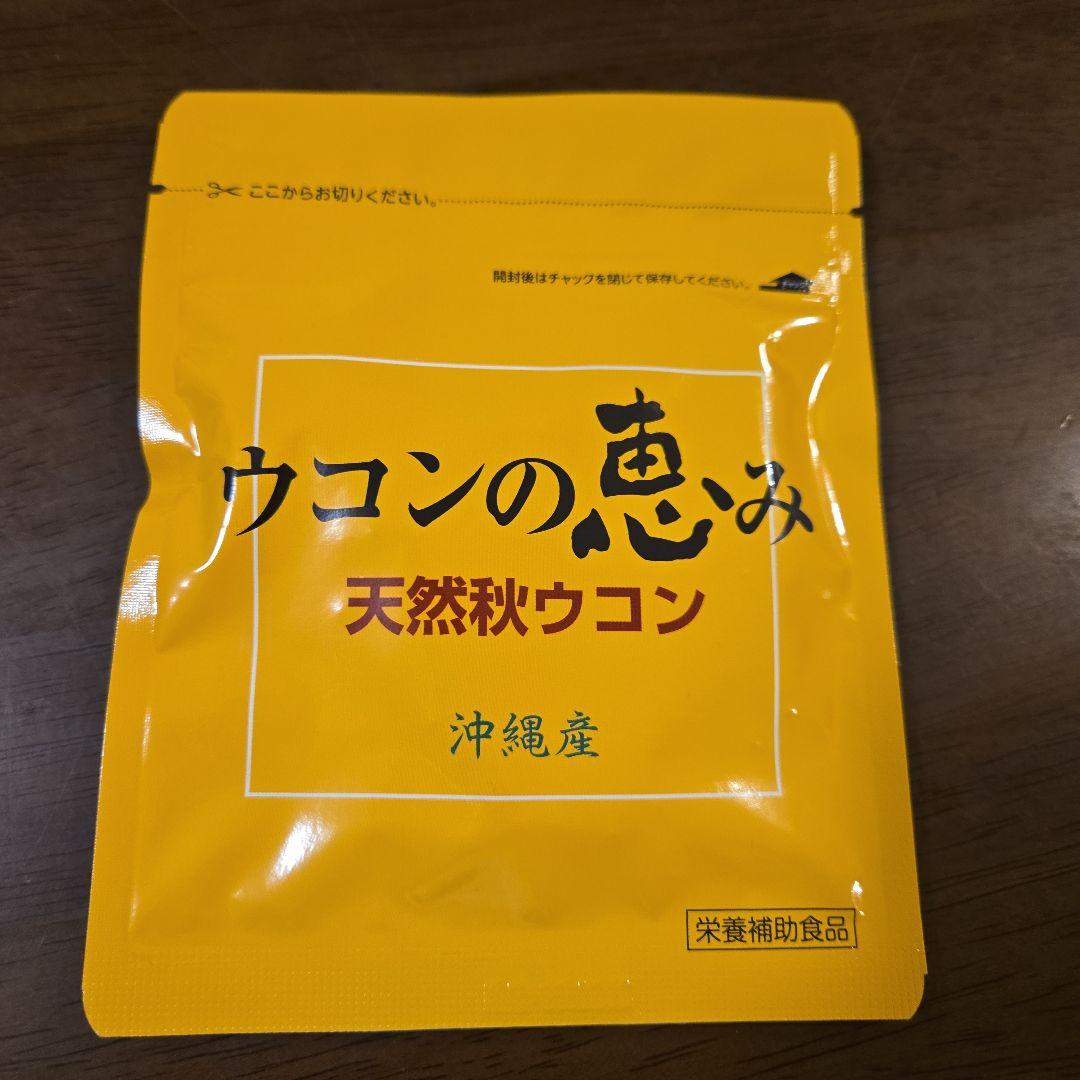 ここからお切りください。
開封後はチャックを閉じて保存してください。
ウコンの恵み
天然秋ウコン
沖縄産
栄養補助食品